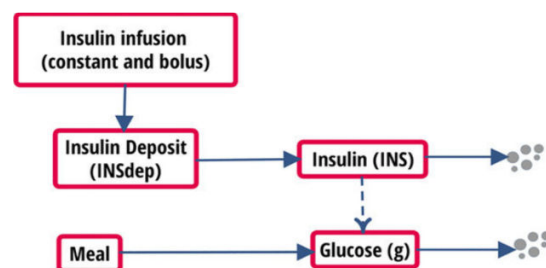 Insulin infusion
(constant and bolus)
Insulin Deposit
(INSdep)
Insulin (INS)
Meal
Glucose (g)